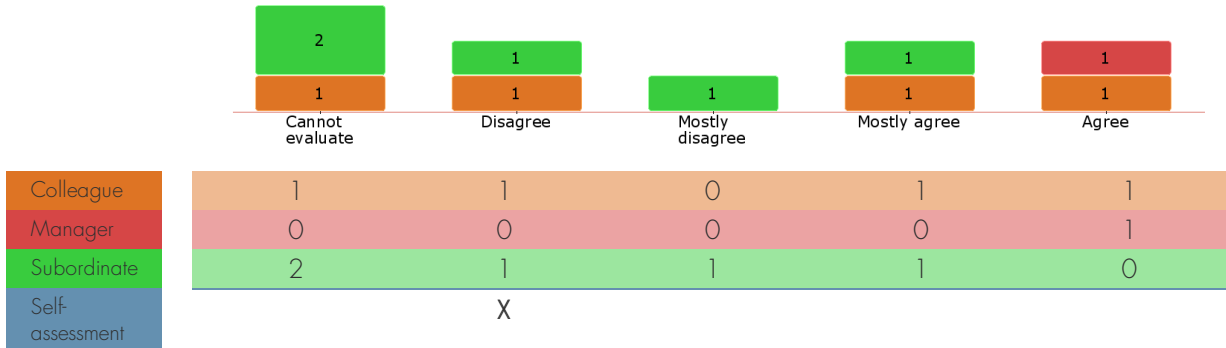 2 1 1 1
1 1 1 1 1
Cannot evaluate Disagree Mostly disagree Mostly agree Agree
Colleague 1 1 0 1 1
Manager 0 0 0 0 1
Subordinate 2 1 1 1 0
Self- X
assessment